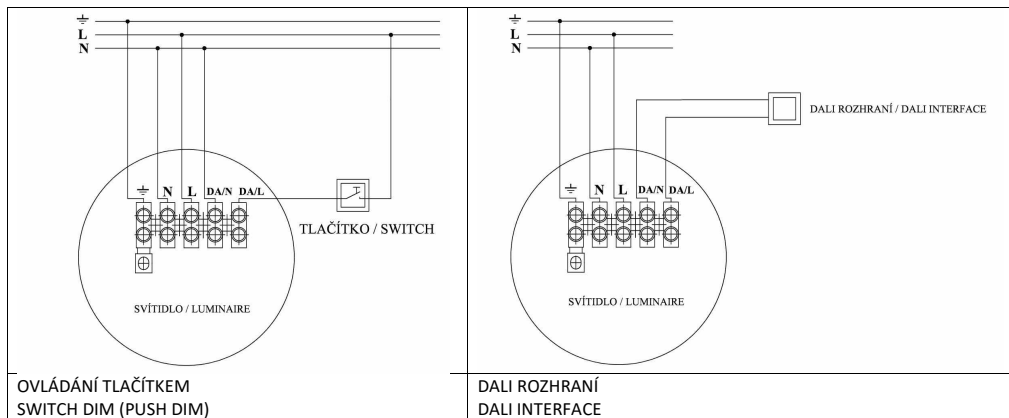 L
N
N L DA/N DA/L
TLAČÍTKO / SWITCH
SVÍTIDLO / LUMINAIRE
OVLÁDÁNÍ TLAČÍTKEM
SWITCH DIM (PUSH DIM)
L
N
DALI ROZHRANÍ / DALI INTERFACE
N L DA/N DA/L
SVÍTIDLO / LUMINAIRE
DALI ROZHRANÍ
DALI INTERFACE